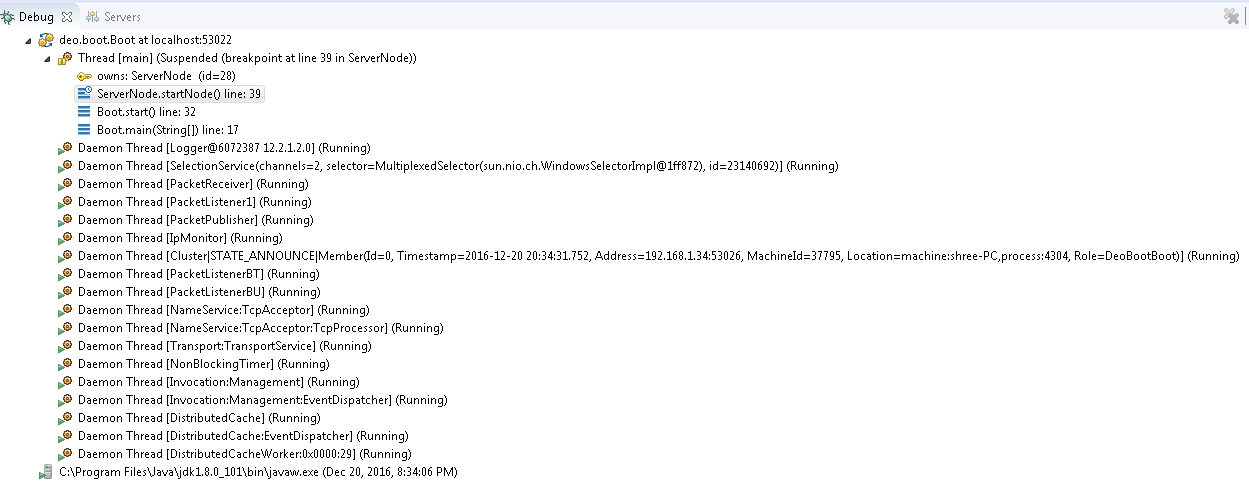 Debug Servers
deo.boot.Boot at localhost:53022
Thread [main] (Suspended (breakpoint at line 39 in ServerNode))
owns: ServerNode (id=28)
ServerNode.startNode() line: 39
Boot.start() line: 32
Boot.main(String[]) line: 17
Daemon Thread [Logger@6072387 12.2.1.2.0] (Running)
Daemon Thread [SelectionService(channels=2, selector=MultiplexedSelector(sun.nio.ch.WindowsSelectorImpl@1ff872), id=23140692)] (Running)
Daemon Thread [PacketReceiver] (Running)
Daemon Thread [PacketListener1] (Running)
Daemon Thread [PacketPublisher] (Running)
Daemon Thread [IpMonitor] (Running)
Daemon Thread [Cluster|STATE_ANNOUNCE|Member(Id=0, Timestamp=2016-12-20 20:34:31.752, Address=192.168.1.34:53026, MachineId=37795, Location=machine:shree-PC,process:4304, Role=DeoBootBoot)] (Running)
Daemon Thread [PacketListenerBT] (Running)
Daemon Thread [PacketListenerBU] (Running)
Daemon Thread [NameService:TcpAcceptor] (Running)
Daemon Thread [NameService:TcpAcceptor:TcpProcessor] (Running)
Daemon Thread [Transport:TransportService] (Running)
Daemon Thread [NonBlockingTimer] (Running)
Daemon Thread [Invocation:Management] (Running)
Daemon Thread [Invocation:Management:EventDispatcher] (Running)
Daemon Thread [DistributedCache] (Running)
Daemon Thread [DistributedCache:EventDispatcher] (Running)
Daemon Thread [DistributedCacheWorker:0x0000:29] (Running)
C:\Program Files\Java\jdk1.8.0_101\bin\javaw.exe (Dec 20, 2016, 8:34:06 PM)